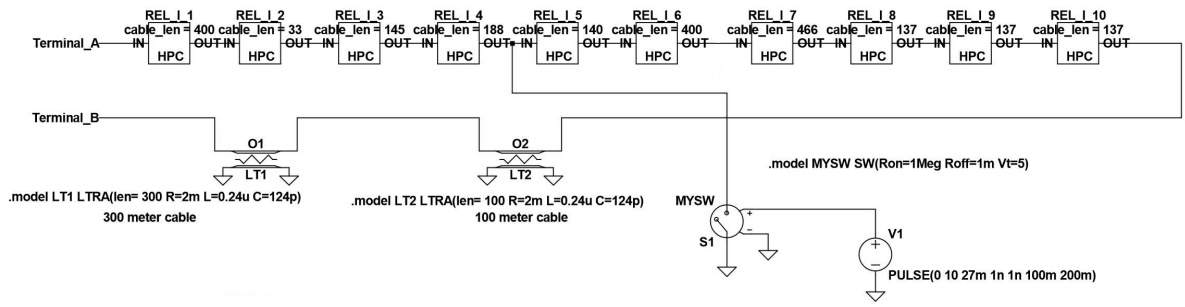 REL_I_1 REL_I_2 REL_I_3 REL_I_4 REL_I_5 REL_I_6 REL_I_7 REL_I_8 REL_I_9 REL_I_10
cable_len = 400 cable_len = 33 cable_len = 145 cable_len = 188 cable_len = 140 cable_len = 400 cable_len = 466 cable_len = 137 cable_len = 137 cable_len = 137
Terminal_A IN OUT IN OUT IN OUT IN OUT IN OUT IN OUT IN OUT IN OUT IN OUT IN OUT
HPC HPC HPC HPC HPC HPC HPC HPC HPC HPC
Terminal_B
O1 O2
LT1 LT2
.model MYSW SW(Ron=1Meg Roff=1m Vt=5)
.model LT1 LTRA(len= 300 R=2m L=0.24u C=124p) .model LT2 LTRA(len= 100 R=2m L=0.24u C=124p)
300 meter cable 100 meter cable
MYSW
+
−
S1
V1
+
−
PULSE(0 10 27m 1n 1n 100m 200m)